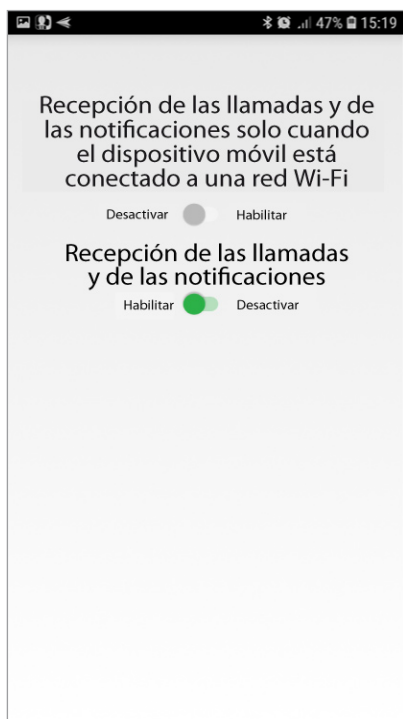 47% 15:19
Recepción de las llamadas y de
las notificaciones solo cuando
el dispositivo móvil está
conectado a una red Wi-Fi
Desactivar Habilitar
Recepción de las llamadas
y de las notificaciones
Habilitar Desactivar